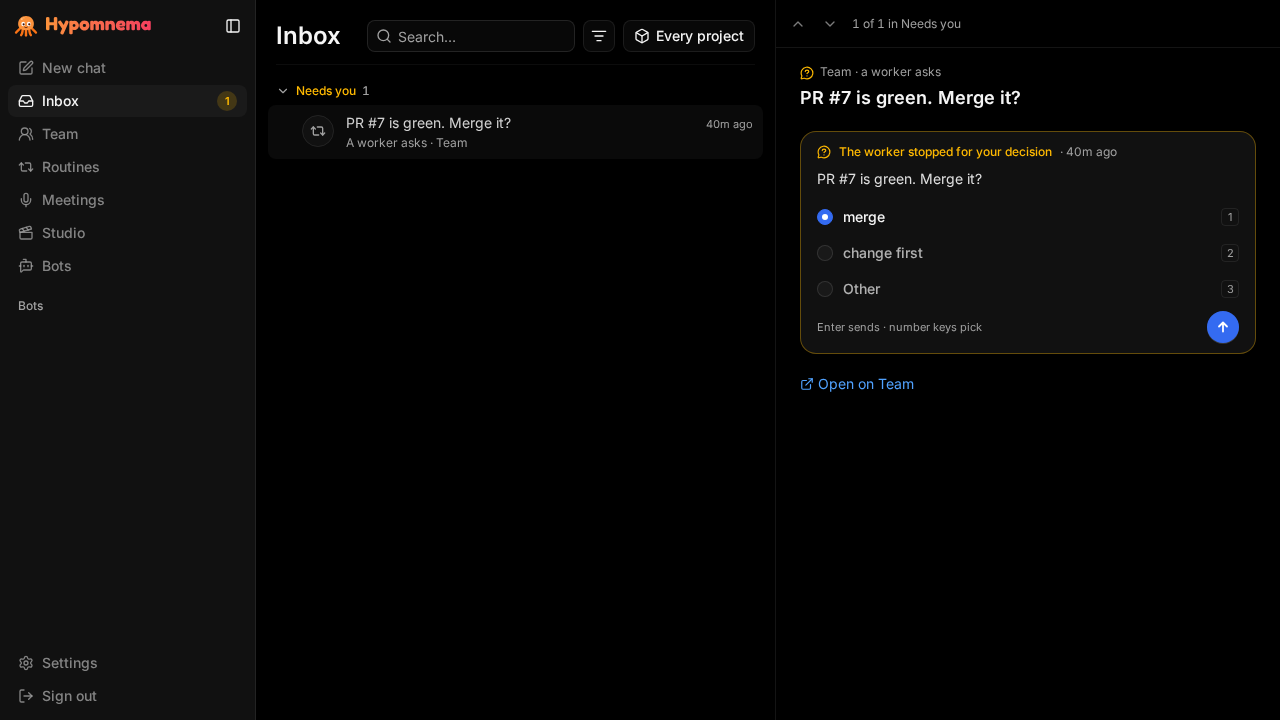 Hypomnema
New chat
Inbox
1
Team
Routines
Meetings
Studio
Bots
Bots
Settings
Sign out
Inbox
Search...
Every project
Needs you 1
PR #7 is green. Merge it?
40m ago
A worker asks · Team
1 of 1 in Needs you
Team · a worker asks
PR #7 is green. Merge it?
The worker stopped for your decision · 40m ago
PR #7 is green. Merge it?
merge 1
change first 2
Other 3
Enter sends · number keys pick
Open on Team